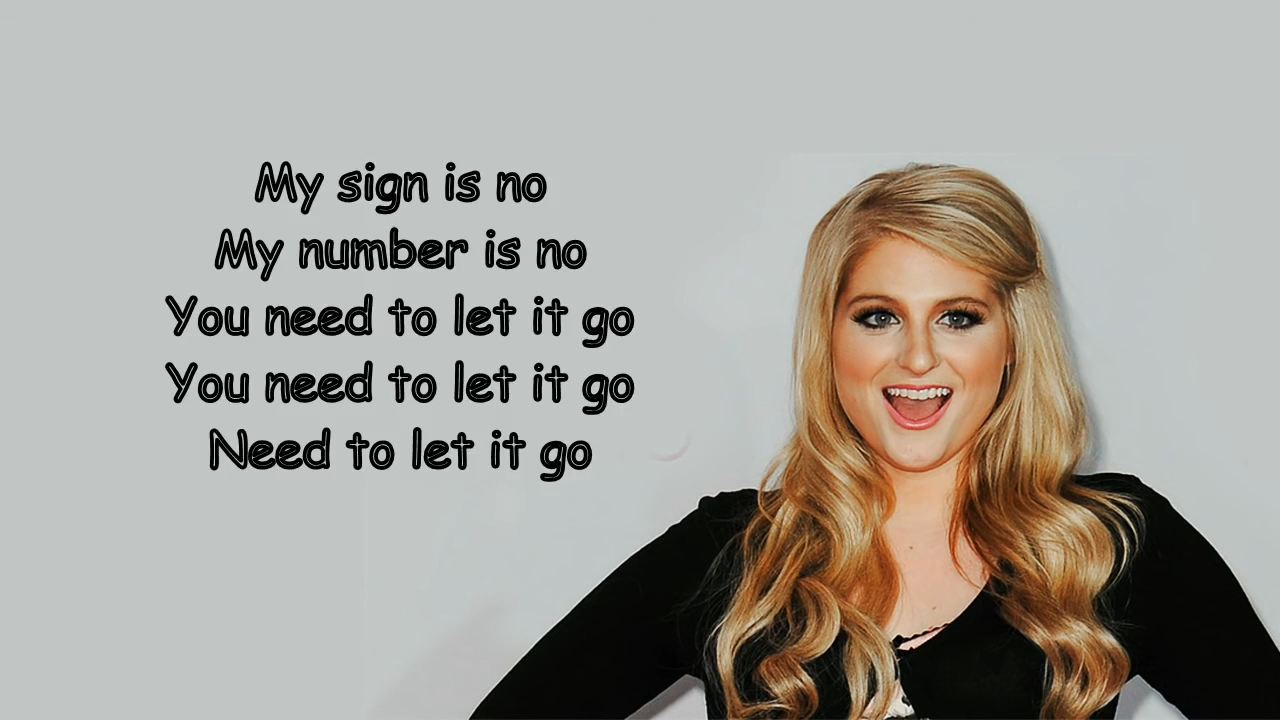 My sign is no
My number is no
You need to let it go
You need to let it go
Need to let it go